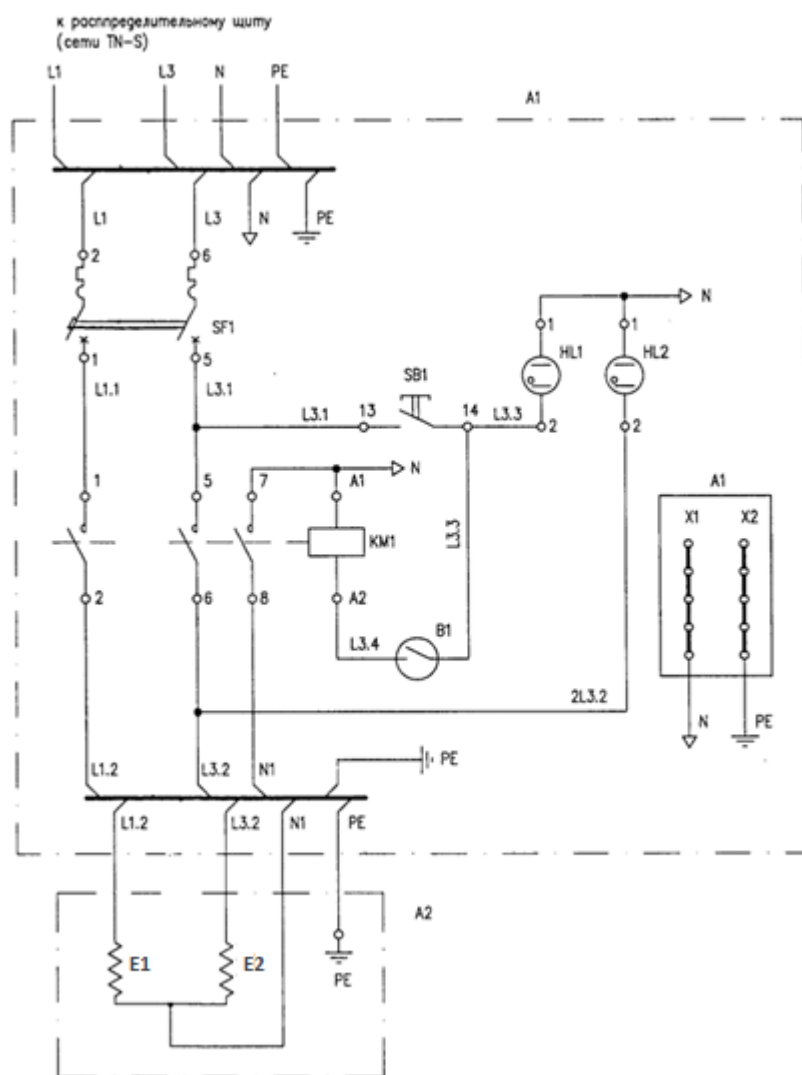 к расппределительному щиту
(сети TN-S)
L1 L3 N PE
A1
L1 L3 N PE
2 6
SF1
N
1 1
HL1 HL2
1 5
L1.1 L3.1
SB1
L3.1 13 14 L3.3 2 2
1 5 7 A1 N
A1
X1 X2
KM1
L3.3
2 6 8 A2
B1
L3.4
2L3.2
N PE
L1.2 L3.2 N1 PE
L1.2 L3.2 N1 PE
A2
E1 E2
PE